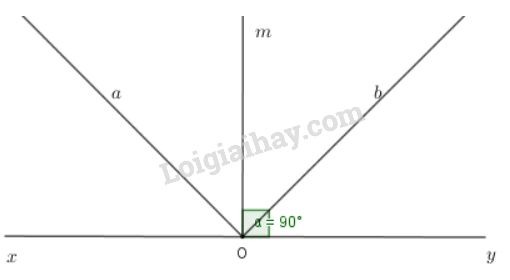 m
a
b
Loigiaihay.com
α = 90°
x
O
y